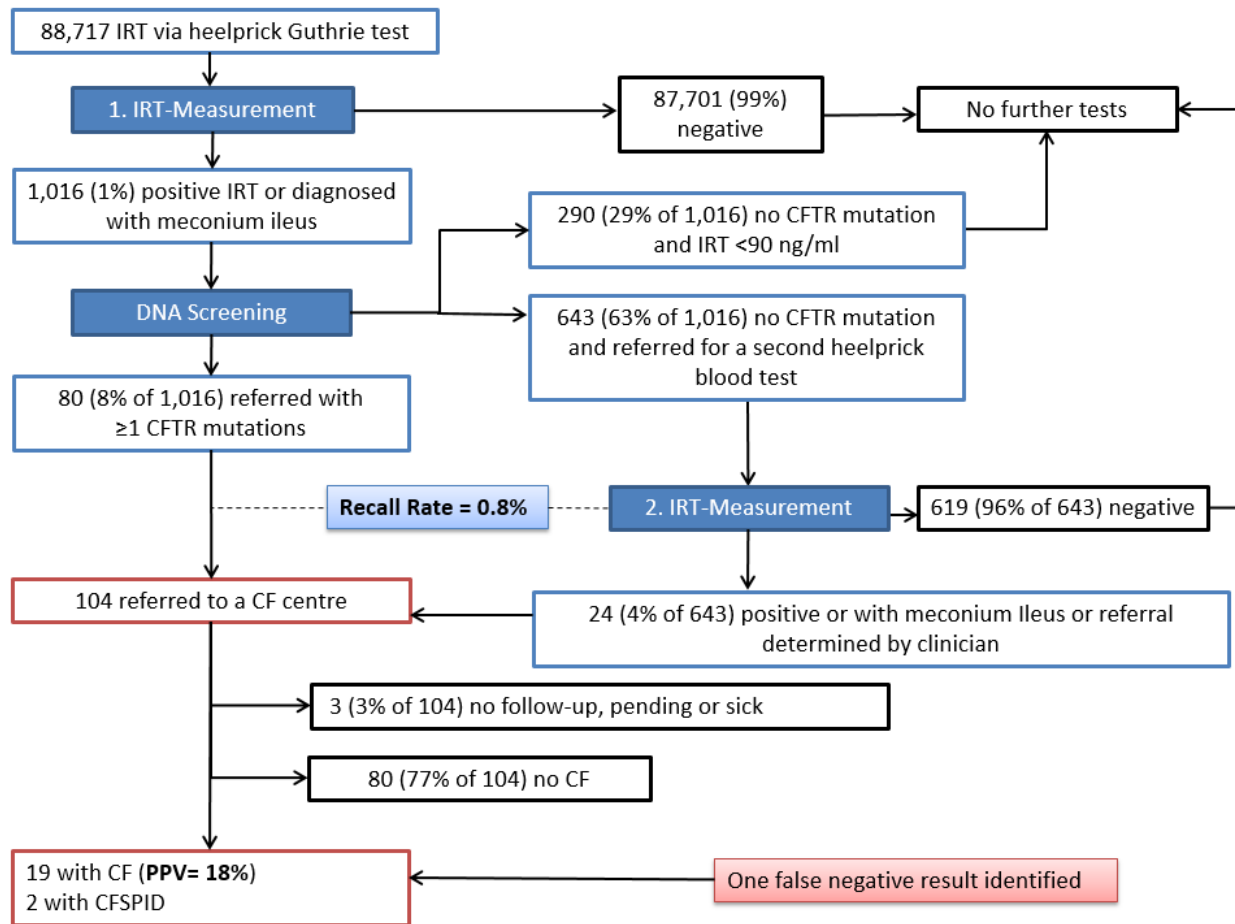 88,717 IRT via heelprick Guthrie test
1. IRT-Measurement
87,701 (99%)
negative
No further tests
1,016 (1%) positive IRT or diagnosed
with meconium ileus
290 (29% of 1,016) no CFTR mutation
and IRT <90 ng/ml
DNA Screening
643 (63% of 1,016) no CFTR mutation
and referred for a second heelprick
blood test
80 (8% of 1,016) referred with
≥1 CFTR mutations
Recall Rate = 0.8%
2. IRT-Measurement
619 (96% of 643) negative
104 referred to a CF centre
24 (4% of 643) positive or with meconium Ileus or referral
determined by clinician
3 (3% of 104) no follow-up, pending or sick
80 (77% of 104) no CF
19 with CF (PPV= 18%)
2 with CFSPID
One false negative result identified